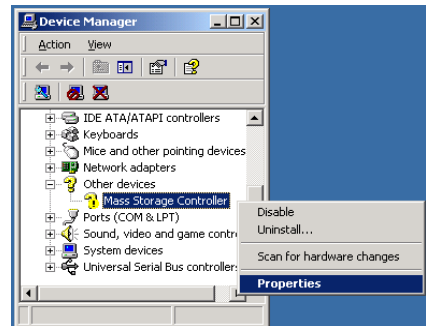 Device Manager
Action View
IDE ATA/ATAPI controllers
Keyboards
Mice and other pointing devices
Network adapters
Other devices
Mass Storage Controller
Ports (COM & LPT)
Sound, video and game contr
System devices
Universal Serial Bus controller
Disable
Uninstall...
Scan for hardware changes
Properties